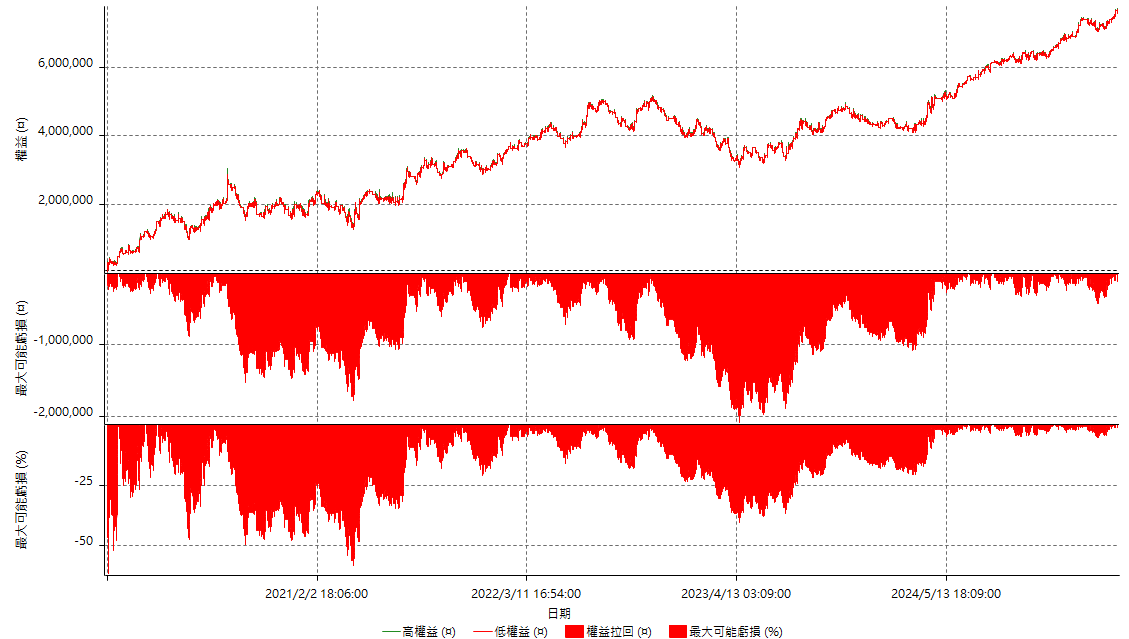 6,000,000
4,000,000
權益 (¤)
2,000,000
最大可能虧損 (¤)
-1,000,000
-2,000,000
最大可能虧損 (%)
-25
-50
2021/2/2 18:06:00 2022/3/11 16:54:00 2023/4/13 03:09:00 2024/5/13 18:09:00
日期
高權益 (¤) 低權益 (¤) 權益拉回 (¤) 最大可能虧損 (%)